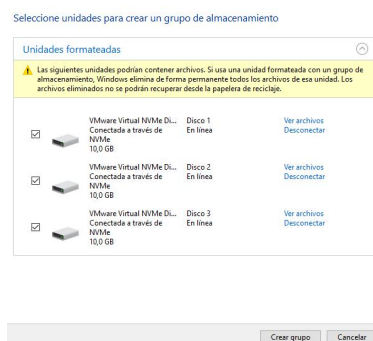 Seleccione unidades para crear un grupo de almacenamiento
Unidades formateadas
Las siguientes unidades podrían contener archivos. Si usa una unidad formateada con un grupo de
almacenamiento, Windows elimina de forma permanente todos los archivos de esa unidad. Los
archivos eliminados no se podrán recuperar desde la papelera de reciclaje.
VMware Virtual NVMe Di... Disco 1 Ver archivos
Conectada a través de En línea Desconectar
NVMe
10,0 GB
VMware Virtual NVMe Di... Disco 2 Ver archivos
Conectada a través de En línea Desconectar
NVMe
10,0 GB
VMware Virtual NVMe Di... Disco 3 Ver archivos
Conectada a través de En línea Desconectar
NVMe
10,0 GB
Crear grupo Cancelar